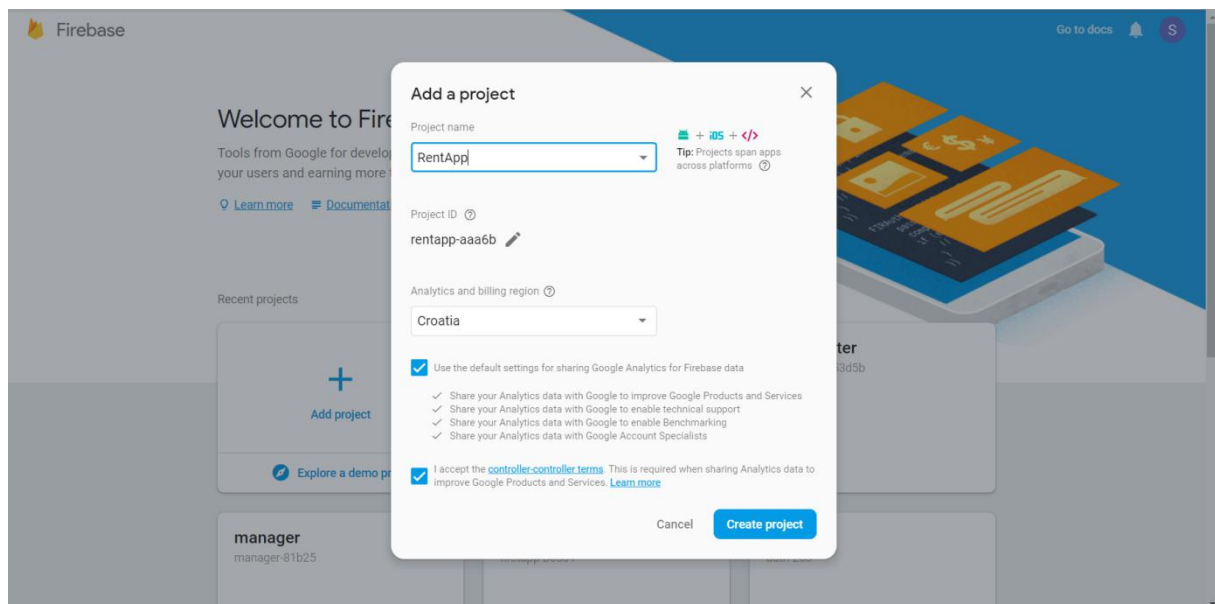 Firebase
Go to docs
S
Welcome to Fire
Tools from Google for develop
your users and earning more
Learn more Documentat
Recent projects
Add project
Explore a demo pr
manager
manager-81b25
ter
3d5b
Add a project
Project name
RentApp
+ iOS + </>
Tip: Projects span apps
across platforms
Project ID
rentapp-aaa6b
Analytics and billing region
Croatia
Use the default settings for sharing Google Analytics for Firebase data
Share your Analytics data with Google to improve Google Products and Services
Share your Analytics data with Google to enable technical support
Share your Analytics data with Google to enable Benchmarking
Share your Analytics data with Google Account Specialists
I accept the controller-controller terms. This is required when sharing Analytics data to
improve Google Products and Services. Learn more
Cancel Create project